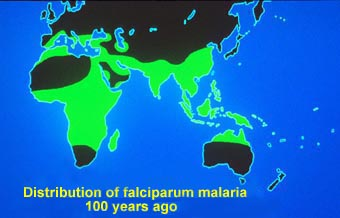 Distribution of falciparum malaria
100 years ago